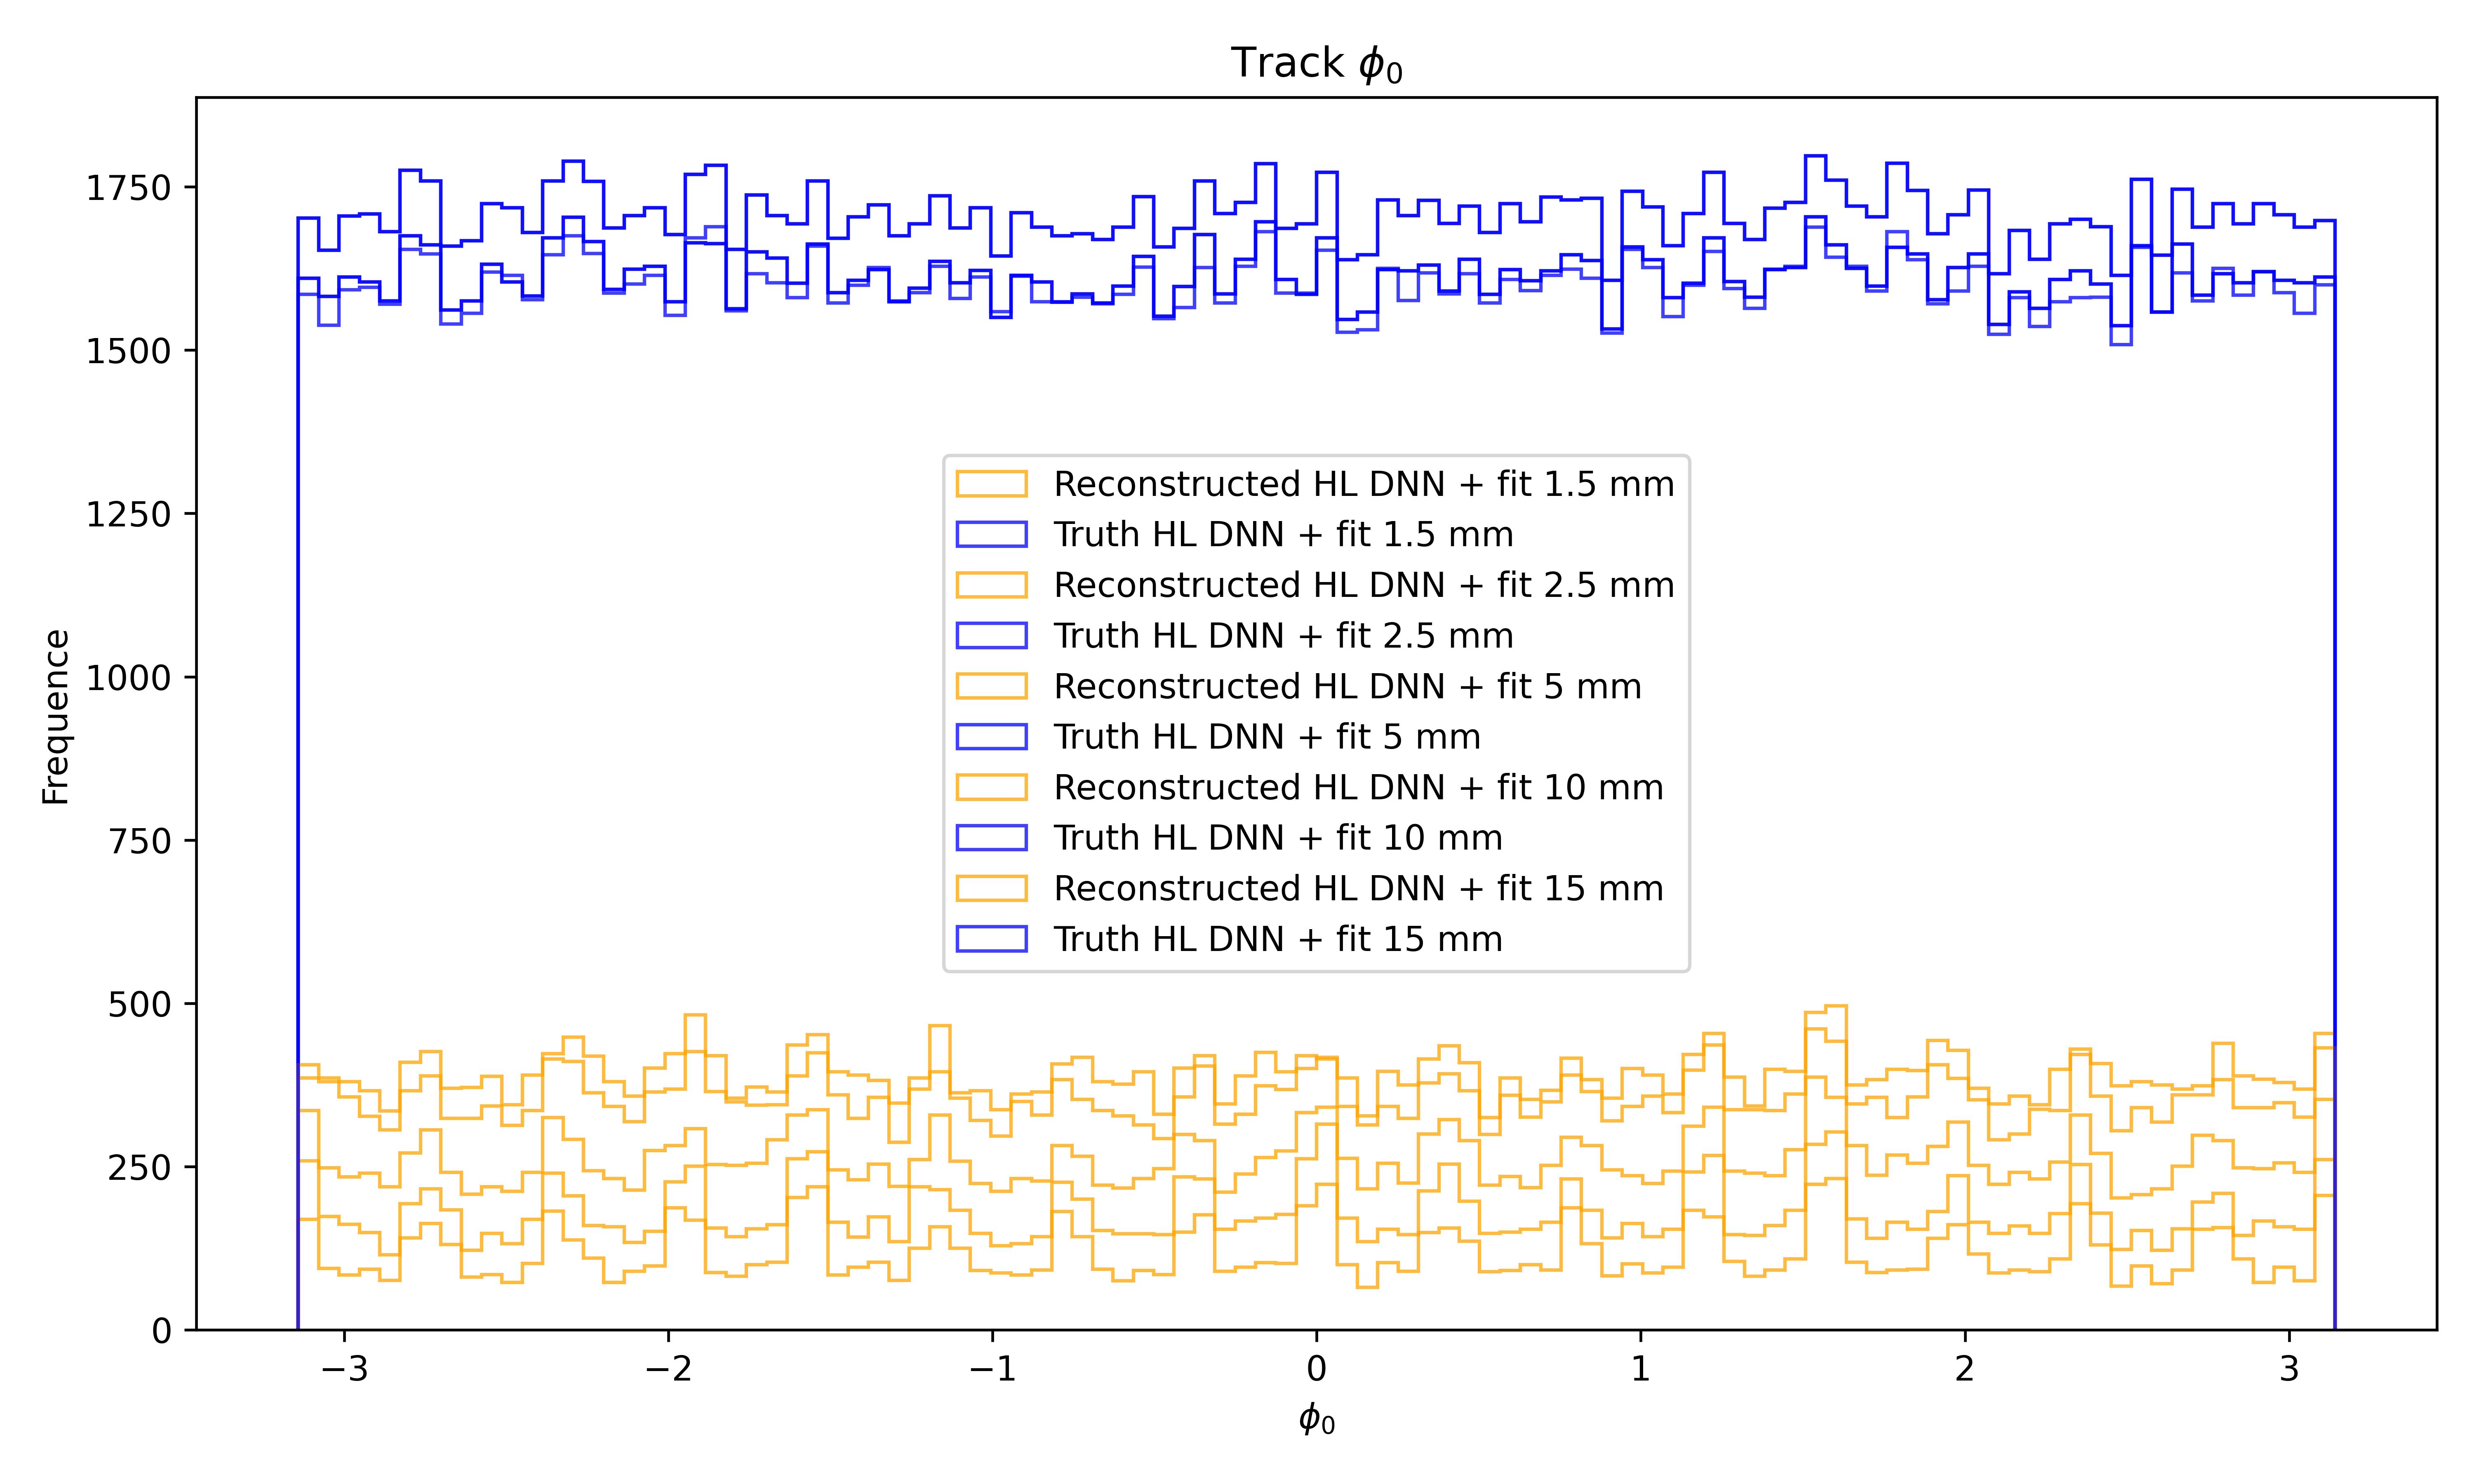 Track ϕ₀
1750
1500
1250
1000
750
500
250
0
Frequence
Reconstructed HL DNN + fit 1.5 mm
Truth HL DNN + fit 1.5 mm
Reconstructed HL DNN + fit 2.5 mm
Truth HL DNN + fit 2.5 mm
Reconstructed HL DNN + fit 5 mm
Truth HL DNN + fit 5 mm
Reconstructed HL DNN + fit 10 mm
Truth HL DNN + fit 10 mm
Reconstructed HL DNN + fit 15 mm
Truth HL DNN + fit 15 mm
−3 −2 −1 0 1 2 3
ϕ₀